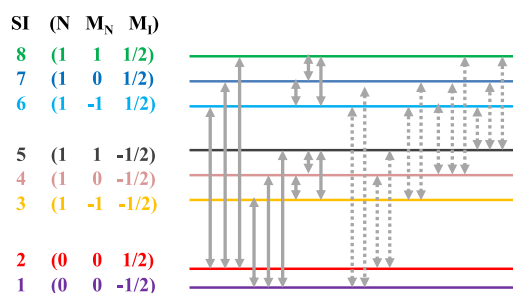 SI (N M_N M_I)
8 (1 1 1/2)
7 (1 0 1/2)
6 (1 -1 1/2)
5 (1 1 -1/2)
4 (1 0 -1/2)
3 (1 -1 -1/2)
2 (0 0 1/2)
1 (0 0 -1/2)